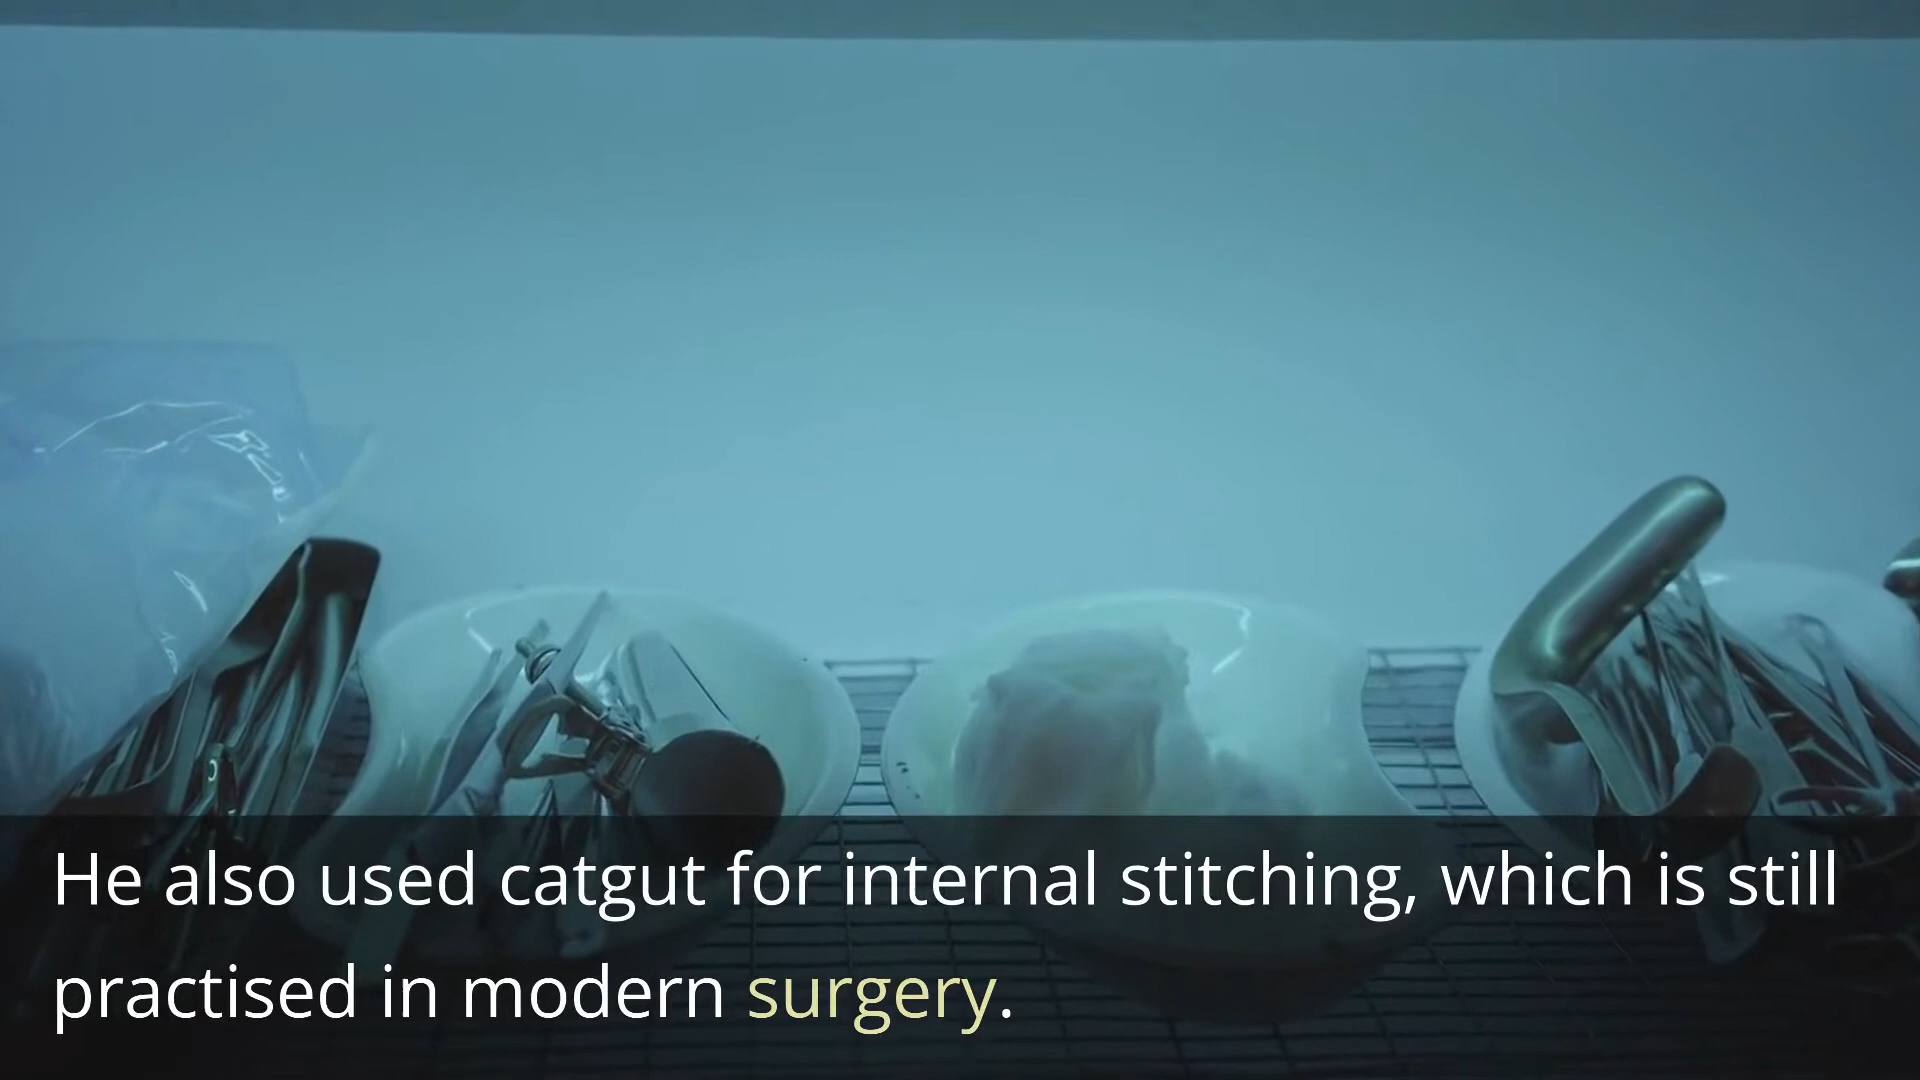 He also used catgut for internal stitching, which is still
practised in modern surgery.